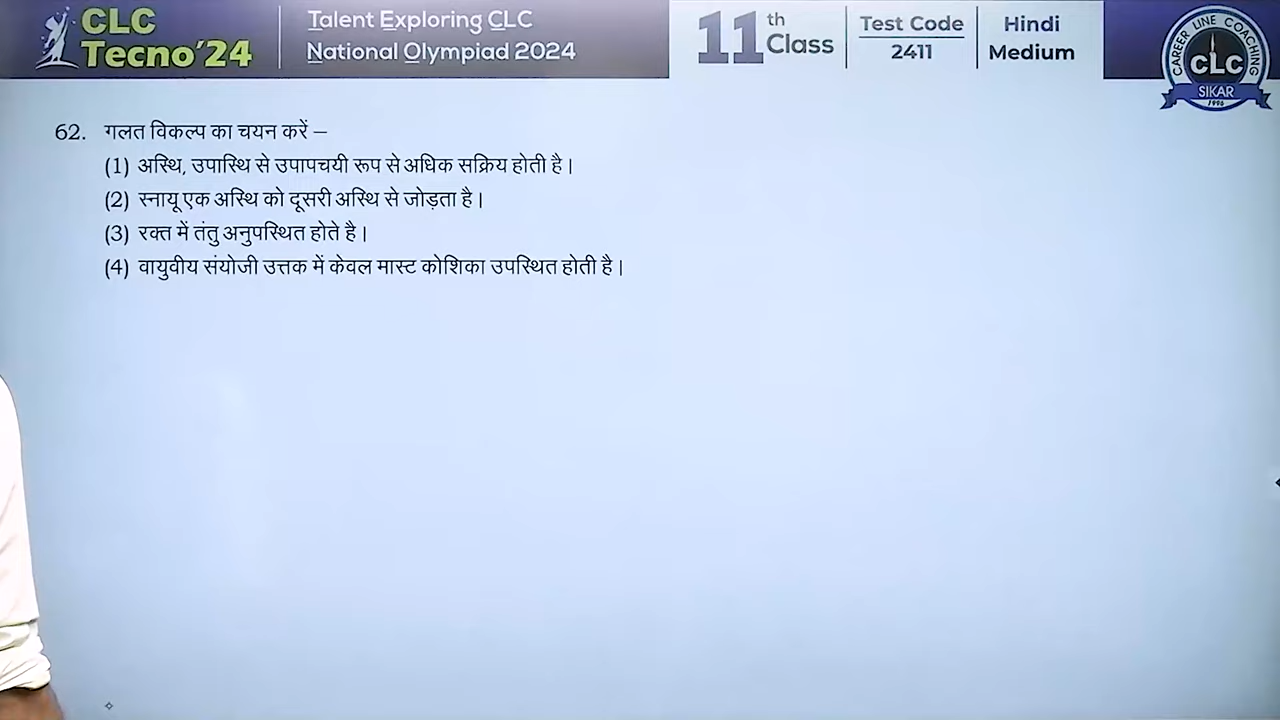 CLC
Tecno'24
Talent Exploring CLC
National Olympiad 2024
11th Class
Test Code
2411
Hindi
Medium
CAREER LINE COACHING
CLC
SIKAR
1996
62. गलत विकल्प का चयन करें –
(1) अस्थि, उपास्थि से उपापचयी रूप से अधिक सक्रिय होती है।
(2) स्नायू एक अस्थि को दूसरी अस्थि से जोड़ता है।
(3) रक्त में तंतु अनुपस्थित होते है।
(4) वायुवीय संयोजी उत्तक में केवल मास्ट कोशिका उपस्थित होती है।